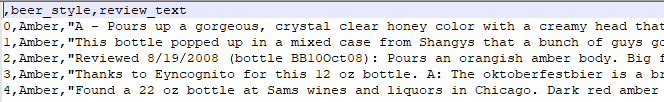 ,beer_style,review_text
0,Amber,"A - Pours up a gorgeous, crystal clear honey color with a creamy head that
1,Amber,"This bottle popped up in a mixed case from Shangys that a bunch of guys go
2,Amber,"Reviewed 8/19/2008 (bottle BB10Oct08): Pours an orangish amber body. Big f
3,Amber,"Thanks to Eyncognito for this 12 oz bottle. A: The oktoberfestbier is a br
4,Amber,"Found a 22 oz bottle at Sams wines and liquors in Chicago. Dark red amber